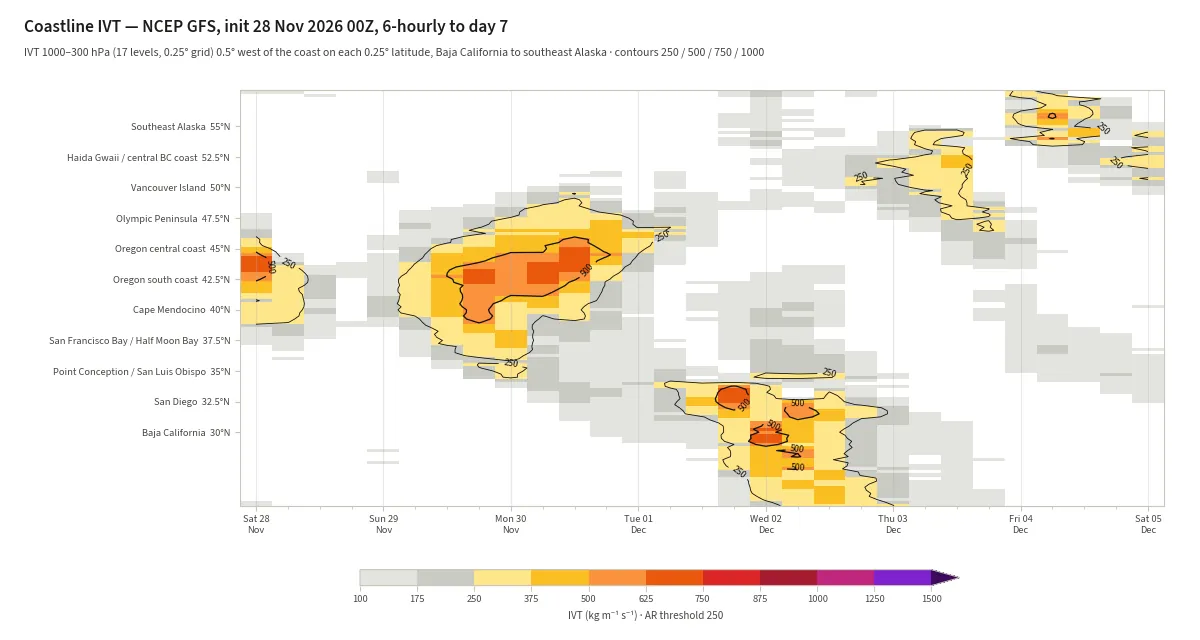 Coastline IVT — NCEP GFS, init 28 Nov 2026 00Z, 6-hourly to day 7
IVT 1000–300 hPa (17 levels, 0.25° grid) 0.5° west of the coast on each 0.25° latitude, Baja California to southeast Alaska · contours 250 / 500 / 750 / 1000
Southeast Alaska 55°N
Haida Gwaii / central BC coast 52.5°N
Vancouver Island 50°N
Olympic Peninsula 47.5°N
Oregon central coast 45°N
Oregon south coast 42.5°N
Cape Mendocino 40°N
San Francisco Bay / Half Moon Bay 37.5°N
Point Conception / San Luis Obispo 35°N
San Diego 32.5°N
Baja California 30°N
250
250
250
250
250
250
500
250
500
250
250
500
500
500
500
500
250
Sat 28
Nov
Sun 29
Nov
Mon 30
Nov
Tue 01
Dec
Wed 02
Dec
Thu 03
Dec
Fri 04
Dec
Sat 05
Dec
100 175 250 375 500 625 750 875 1000 1250 1500
IVT (kg m⁻¹ s⁻¹) · AR threshold 250